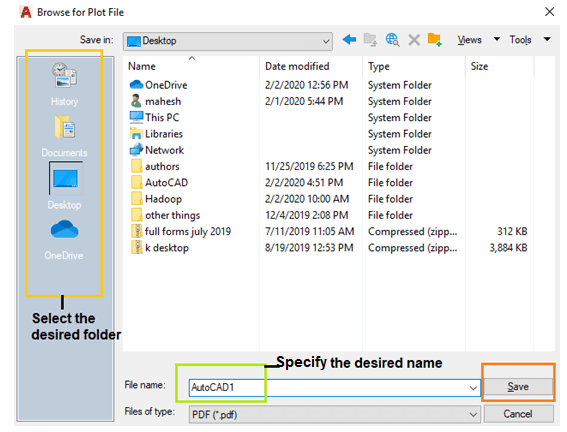 Browse for Plot File
Save in: Desktop Views Tools
Name Date modified Type Size
OneDrive 2/2/2020 12:56 PM System Folder
mahesh 2/1/2020 5:44 PM System Folder
This PC System Folder
Libraries System Folder
Network System Folder
authors 11/25/2019 6:25 PM File folder
AutoCAD 2/2/2020 4:51 PM File folder
Hadoop 2/2/2020 10:00 AM File folder
other things 12/4/2019 2:08 PM File folder
full forms july 2019 7/11/2019 11:05 AM Compressed (zipp... 312 KB
k desktop 8/19/2019 12:53 PM Compressed (zipp... 3,884 KB
History
Documents
Desktop
OneDrive
Select the
desired folder
Specify the desired name
File name: AutoCAD1 Save
Files of type: PDF (*.pdf) Cancel